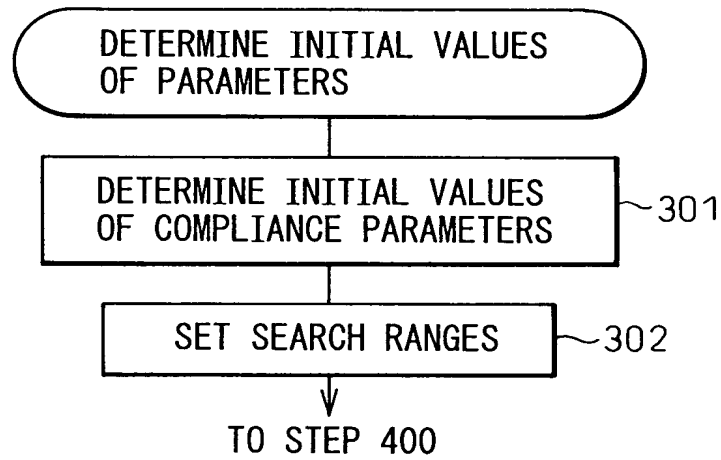 DETERMINE INITIAL VALUES
OF PARAMETERS
DETERMINE INITIAL VALUES
OF COMPLIANCE PARAMETERS
301
SET SEARCH RANGES
302
TO STEP 400